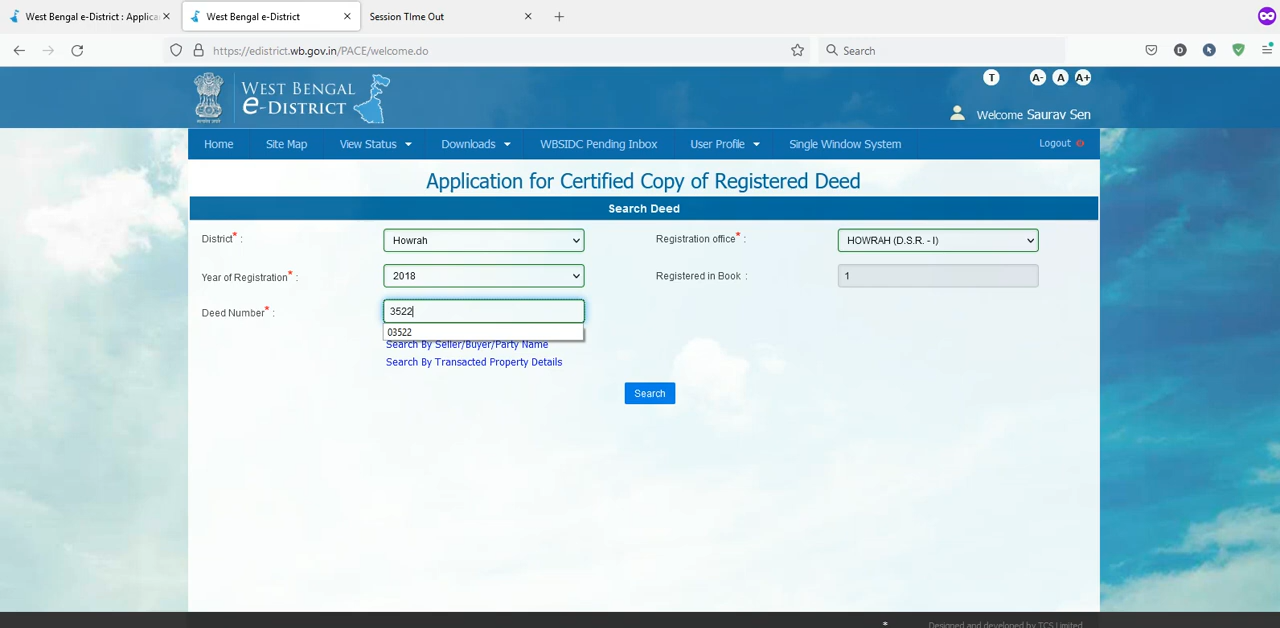 West Bengal e-District : Applica
West Bengal e-District
Session TIme Out
https://edistrict.wb.gov.in/PACE/welcome.do
Search
WEST BENGAL
e-DISTRICT
T
A-
A
A+
Welcome Saurav Sen
Home
Site Map
View Status
Downloads
WBSIDC Pending Inbox
User Profile
Single Window System
Logout
Application for Certified Copy of Registered Deed
Search Deed
District* :
Howrah
Registration office* :
HOWRAH (D.S.R. - I)
Year of Registration* :
2018
Registered in Book :
1
Deed Number* :
3522
03522
Search By Seller/Buyer/Party Name
Search By Transacted Property Details
Search
Designed and developed by TCS Limited